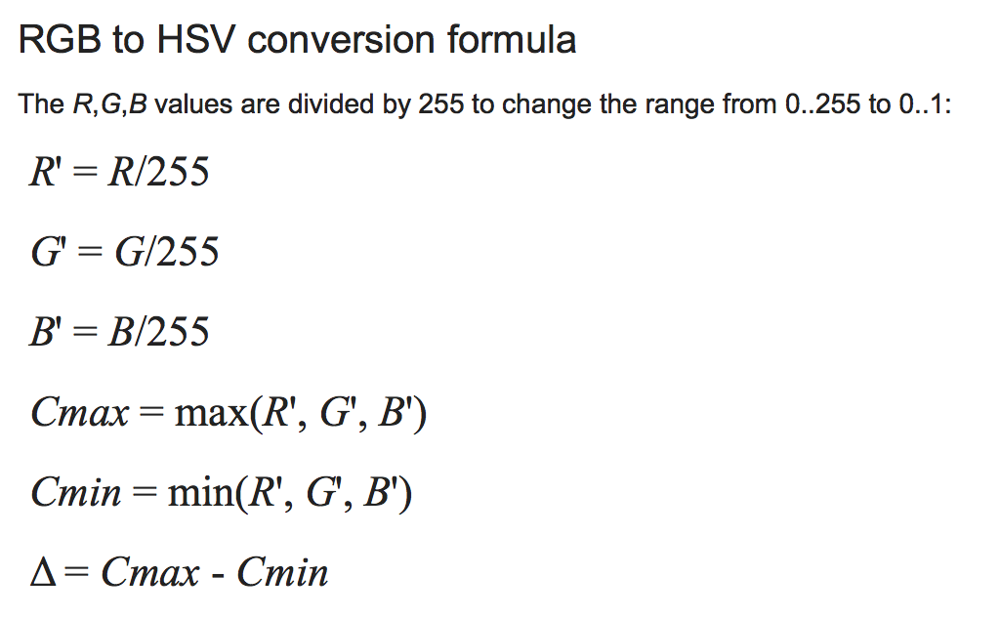 RGB to HSV conversion formula
The R,G,B values are divided by 255 to change the range from 0..255 to 0..1:
R' = R/255
G' = G/255
B' = B/255
Cmax = max(R', G', B')
Cmin = min(R', G', B')
Δ = Cmax - Cmin